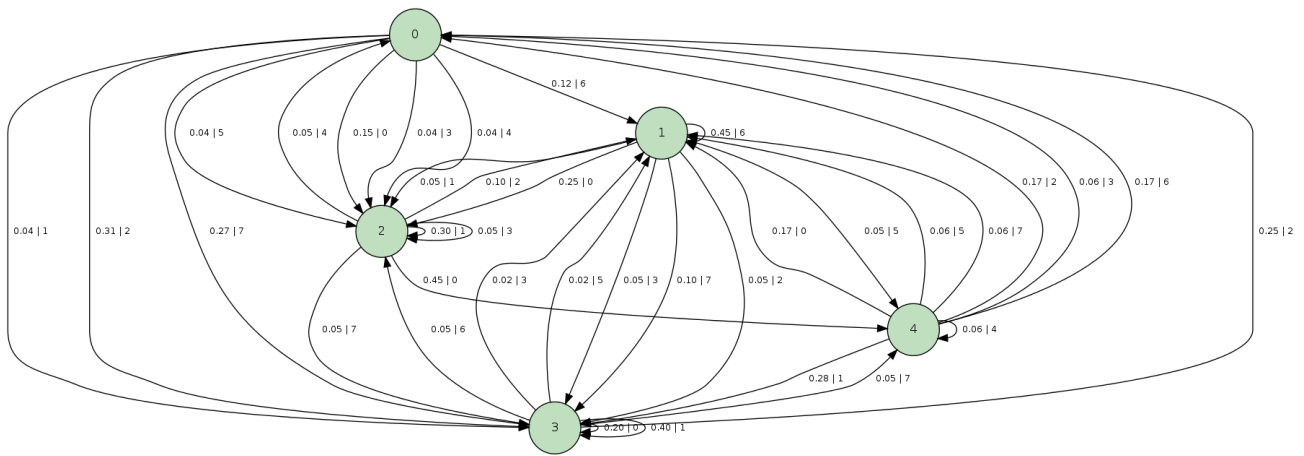 0
0.12 | 6
0.04 | 5
0.05 | 4
0.15 | 0
0.04 | 3
0.04 | 4
1
0.45 | 6
0.05 | 1
0.10 | 2
0.25 | 0
0.17 | 2
0.06 | 3
0.17 | 6
0.04 | 1
0.31 | 2
0.27 | 7
2
0.30 | 1
0.05 | 3
0.17 | 0
0.05 | 5
0.06 | 5
0.06 | 7
0.25 | 2
0.45 | 0
0.02 | 3
0.02 | 5
0.05 | 3
0.10 | 7
0.05 | 2
0.05 | 7
0.05 | 6
4
0.06 | 4
0.28 | 1
0.05 | 7
3
0.20 | 0
0.40 | 1